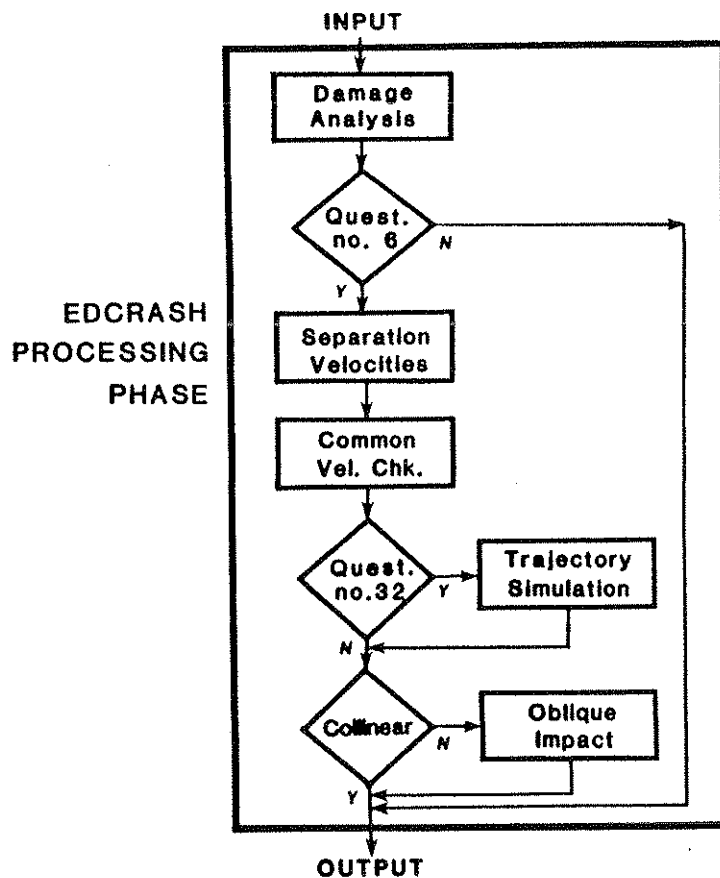 INPUT
Damage
Analysis
Quest.
no. 6
N
Y
EDCRASH
PROCESSING
PHASE
Separation
Velocities
Common
Vel. Chk.
Quest.
no.32
Y
Trajectory
Simulation
N
Collinear
N
Oblique
Impact
Y
OUTPUT